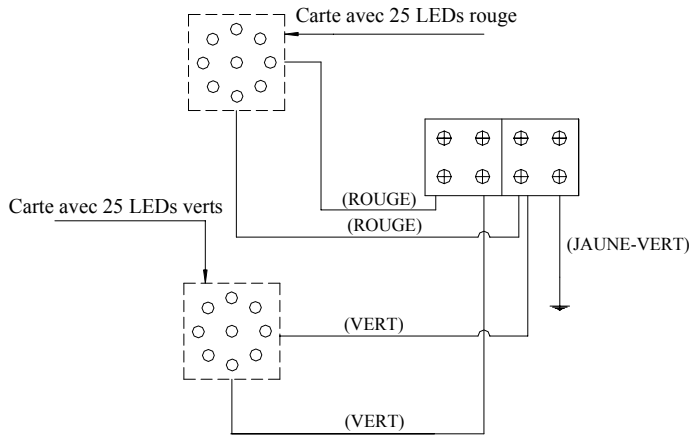 Carte avec 25 LEDs rouge
(ROUGE)
Carte avec 25 LEDs verts
(ROUGE)
(JAUNE-VERT)
(VERT)
(VERT)